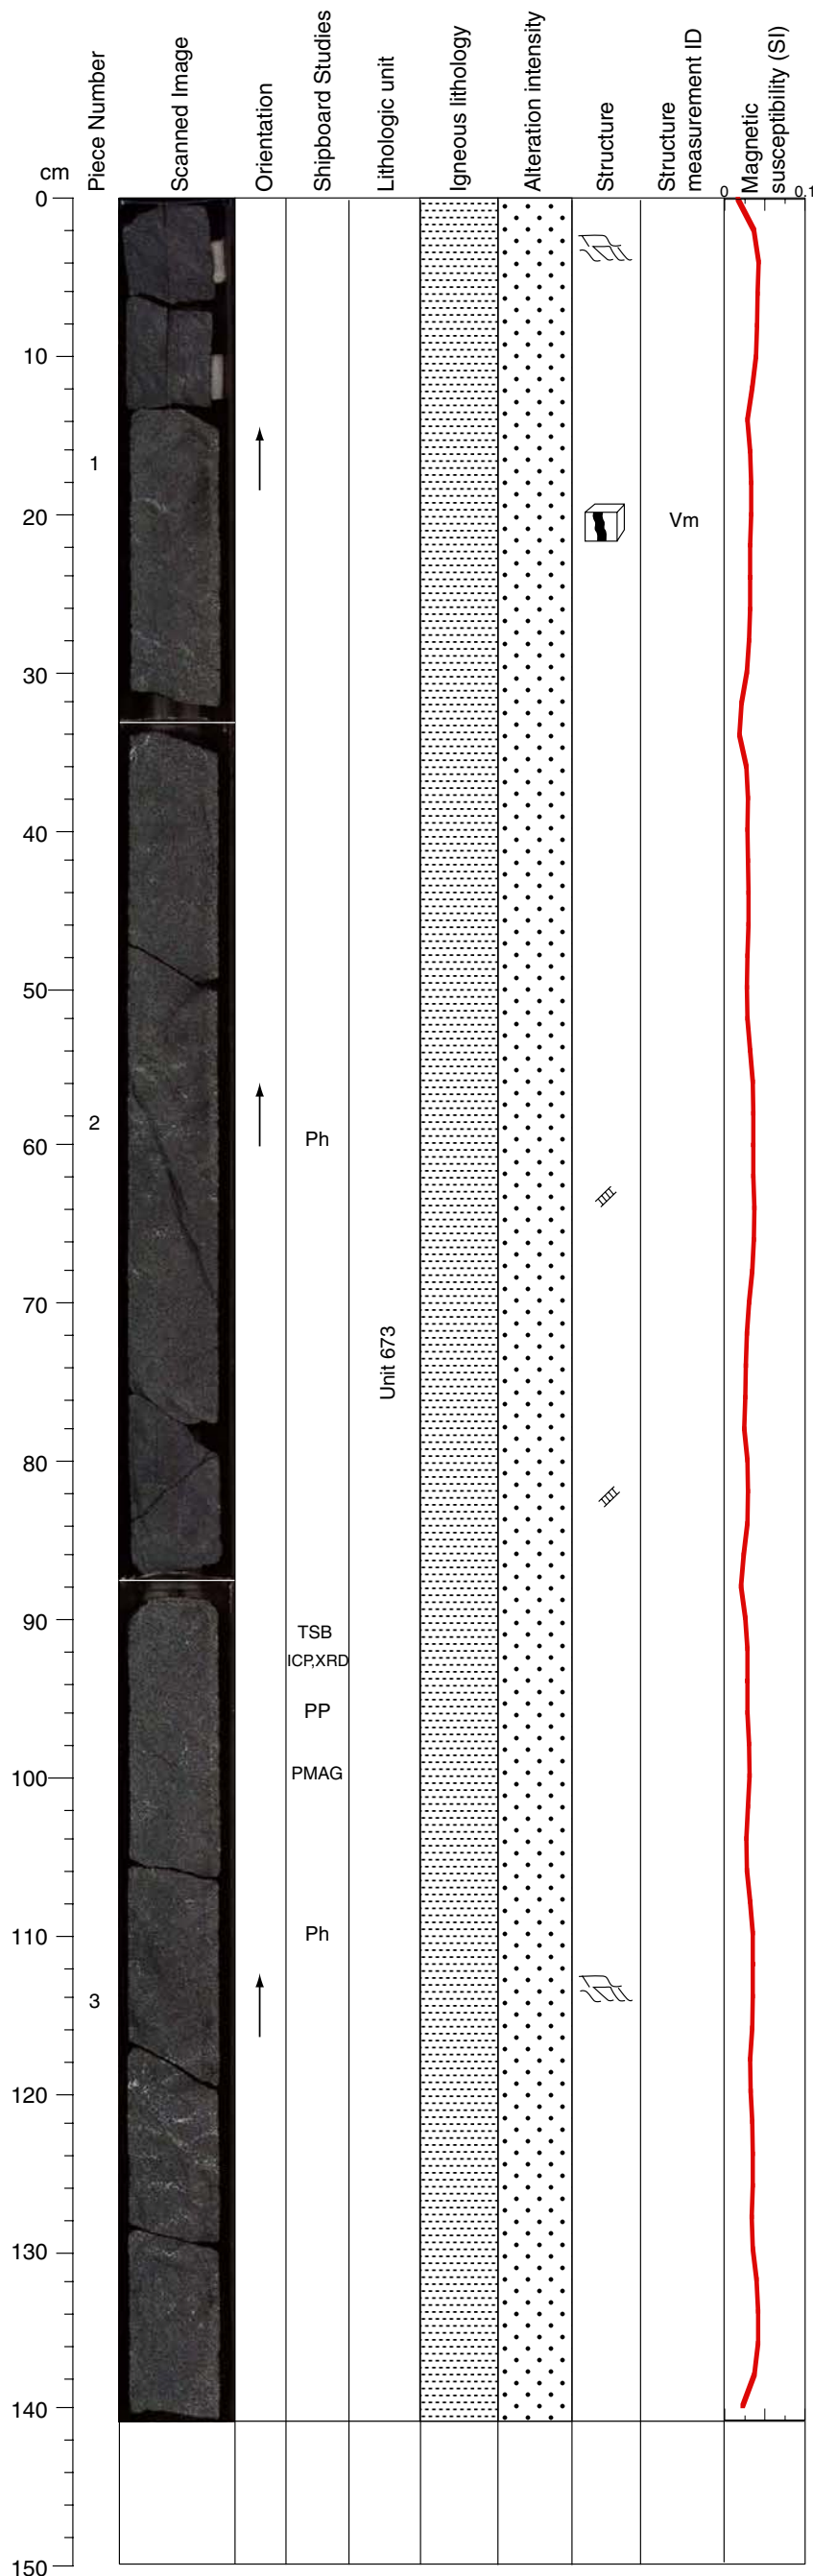 cm
Piece Number
Scanned Image
Orientation
Shipboard Studies
Lithologic unit
Igneous lithology
Alteration intensity
Structure
Structure
measurement ID
Magnetic
susceptibility (SI)
0
0.1
0
10
1
20
Vm
30
40
50
2
60
Ph
70
Unit 673
80
90
TSB
ICP,XRD
PP
100
PMAG
110
Ph
3
120
130
140
150